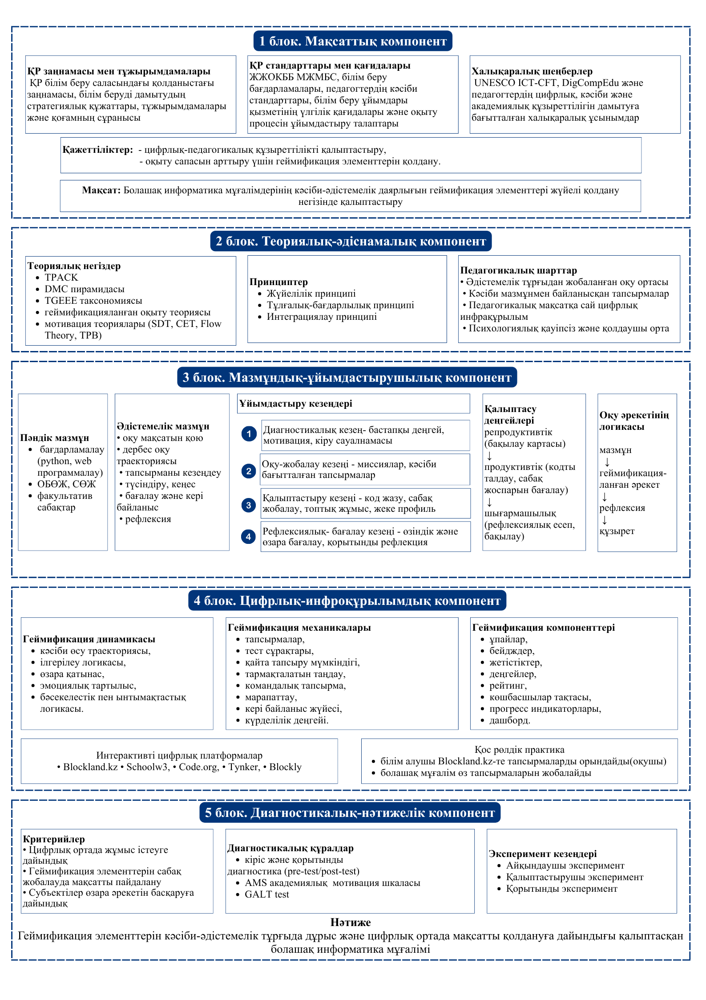 1 блок. Мақсаттық компонент
ҚР заңнамасы мен тұжырымдамалары
ҚР білім беру саласындағы қолданыстағы
заңнамасы, білім беруді дамытудың
стратегиялық құжаттары, тұжырымдамалары
және қоғамның сұранысы
ҚР стандарттары мен қағидалары
ЖЖОКББ МЖМБС, білім беру
бағдарламалары, педагогтердің кәсіби
стандарттары, білім беру ұйымдары
қызметінің үлгілік қағидалары және оқыту
процесін ұйымдастыру талаптары
Халықаралық шеңберлер
UNESCO ICT-CFT, DigCompEdu және
педагогтердің цифрлық, кәсіби және
академиялық құзыреттілігін дамытуға
бағытталған халықаралық ұсынымдар
Қажеттіліктер: - цифрлық-педагогикалық құзыреттілікті қалыптастыру,
- оқыту сапасын арттыру үшін геймификация элементтерін қолдану.
Мақсат: Болашақ информатика мұғалімдерінің кәсіби-әдістемелік даярлығын геймификация элементтері жүйелі қолдану
негізінде қалыптастыру
2 блок. Теориялық-әдіснамалық компонент
Теориялық негіздер
• TPACK
• DMC пирамидасы
• TGEEE таксономиясы
• геймификацияланған оқыту теориясы
• мотивация теориялары (SDT, CET, Flow
Theory, TPB)
Принциптер
• Жүйелілік принципі
• Тұлғалық-бағдарлылық принципі
• Интеграциялау принципі
Педагогикалық шарттар
• Әдістемелік тұрғыдан жобаланған оқу ортасы
• Кәсіби мазмұнмен байланысқан тапсырмалар
• Педагогикалық мақсатқа сай цифрлық
инфрақұрылым
• Психологиялық қауіпсіз және қолдаушы орта
3 блок. Мазмұндық-ұйымдастырушылық компонент
Пәндік мазмұн
• бағдарламалау
(python, web
программалау)
• ОБӨЖ, СӨЖ
• факультатив
сабақтар
Әдістемелік мазмұн
• оқу мақсатын қою
• дербес оқу
траекториясы
• тапсырманы кезеңдеу
• түсіндіру, кеңес
• бағалау және кері
байланыс
• рефлексия
Ұйымдастыру кезеңдері
1
Диагностикалық кезең- бастапқы деңгей,
мотивация, кіру сауалнамасы
2
Оқу-жобалау кезеңі - миссиялар, кәсіби
бағытталған тапсырмалар
3
Қалыптастыру кезеңі - код жазу, сабақ
жобалау, топтық жұмыс, жеке профиль
4
Рефлексиялық- бағалау кезеңі - өзіндік және
өзара бағалау, қорытынды рефлекция
Қалыптасу
деңгейлері
репродуктивтік
(бақылау картасы)
↓
продуктивтік (кодты
талдау, сабақ
жоспарын бағалау)
↓
шығармашылық
(рефлексиялық есеп,
бақылау)
Оқу әрекетінің
логикасы
мазмұн
↓
геймификация-
ланған әрекет
↓
рефлексия
↓
құзырет
4 блок. Цифрлық-инфроқұрылымдық компонент
Геймификация динамикасы
• кәсіби өсу траекториясы,
• ілгерілеу логикасы,
• өзара қатынас,
• эмоциялық тартылыс,
• бәсекелестік пен ынтымақтастық
логикасы.
Геймификация механикалары
• тапсырмалар,
• тест сұрақтары,
• қайта тапсыру мүмкіндігі,
• тармақталатын таңдау,
• командалық тапсырма,
• марапаттау,
• кері байланыс жүйесі,
• күрделілік деңгейі.
Геймификация компоненттері
• ұпайлар,
• бейдждер,
• жетістіктер,
• деңгейлер,
• рейтинг,
• көшбасшылар тақтасы,
• прогресс индикаторлары,
• дашборд.
Интерактивті цифрлық платформалар
• Blockland.kz • Schoolw3, • Code.org, • Tynker, • Blockly
Қос рөлдік практика
• білім алушы Blockland.kz-те тапсырмаларды орындайды(оқушы)
• болашақ мұғалім өз тапсырмаларын жобалайды
5 блок. Диагностикалық-нәтижелік компонент
Критерийлер
• Цифрлық ортада жұмыс істеуге
дайындық
• Геймификация элементтерін сабақ
жобалауда мақсатты пайдалану
• Субъектілер өзара әрекетін басқаруға
дайындық
Диагностикалық құралдар
• кіріс және қорытынды
диагностика (pre-test/post-test)
• AMS академиялық мотивация шкаласы
• GALT test
Эксперимент кезеңдері
• Айқындаушы эксперимент
• Қалыптастырушы эксперимент
• Қорытынды эксперимент
Нәтиже
Геймификация элементтерін кәсіби-әдістемелік тұрғыда дұрыс және цифрлық ортада мақсатты қолдануға дайындығы қалыптасқан
болашақ информатика мұғалімі